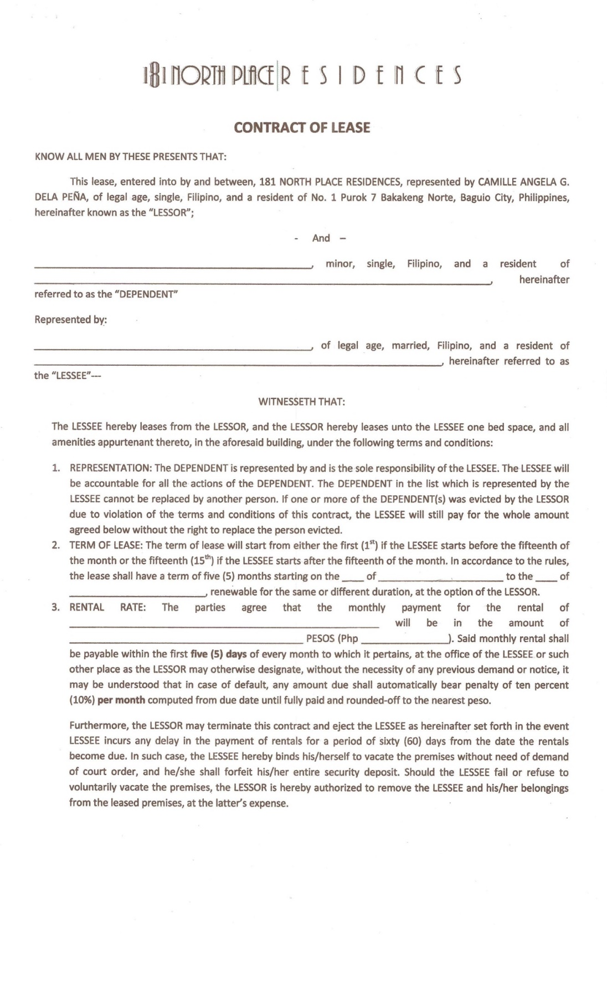 181 NORTH PLACE RESIDENCES
CONTRACT OF LEASE
KNOW ALL MEN BY THESE PRESENTS THAT:
This lease, entered into by and between, 181 NORTH PLACE RESIDENCES, represented by CAMILLE ANGELA G.
DELA PEÑA, of legal age, single, Filipino, and a resident of No. 1 Purok 7 Bakakeng Norte, Baguio City, Philippines,
hereinafter known as the “LESSOR”;
- And –
____________________, minor, single, Filipino, and a resident of
____________________, hereinafter
referred to as the “DEPENDENT”
Represented by:
____________________, of legal age, married, Filipino, and a resident of
____________________, hereinafter referred to as
the “LESSEE”---
WITNESSETH THAT:
The LESSEE hereby leases from the LESSOR, and the LESSOR hereby leases unto the LESSEE one bed space, and all
amenities appurtenant thereto, in the aforesaid building, under the following terms and conditions:
1. REPRESENTATION: The DEPENDENT is represented by and is the sole responsibility of the LESSEE. The LESSEE will
be accountable for all the actions of the DEPENDENT. The DEPENDENT in the list which is represented by the
LESSEE cannot be replaced by another person. If one or more of the DEPENDENT(s) was evicted by the LESSOR
due to violation of the terms and conditions of this contract, the LESSEE will still pay for the whole amount
agreed below without the right to replace the person evicted.
2. TERM OF LEASE: The term of lease will start from either the first (1st) if the LESSEE starts before the fifteenth of
the month or the fifteenth (15th) if the LESSEE starts after the fifteenth of the month. In accordance to the rules,
the lease shall have a term of five (5) months starting on the ____ of ____________________ to the ____ of
____________________, renewable for the same or different duration, at the option of the LESSOR.
3. RENTAL RATE: The parties agree that the monthly payment for the rental of
____________________ will be in the amount of
____________________ PESOS (Php ______________). Said monthly rental shall
be payable within the first five (5) days of every month to which it pertains, at the office of the LESSEE or such
other place as the LESSOR may otherwise designate, without the necessity of any previous demand or notice, it
may be understood that in case of default, any amount due shall automatically bear penalty of ten percent
(10%) per month computed from due date until fully paid and rounded-off to the nearest peso.
Furthermore, the LESSOR may terminate this contract and eject the LESSEE as hereinafter set forth in the event
LESSEE incurs any delay in the payment of rentals for a period of sixty (60) days from the date the rentals
become due. In such case, the LESSEE hereby binds his/herself to vacate the premises without need of demand
of court order, and he/she shall forfeit his/her entire security deposit. Should the LESSEE fail or refuse to
voluntarily vacate the premises, the LESSOR is hereby authorized to remove the LESSEE and his/her belongings
from the leased premises, at the latter’s expense.